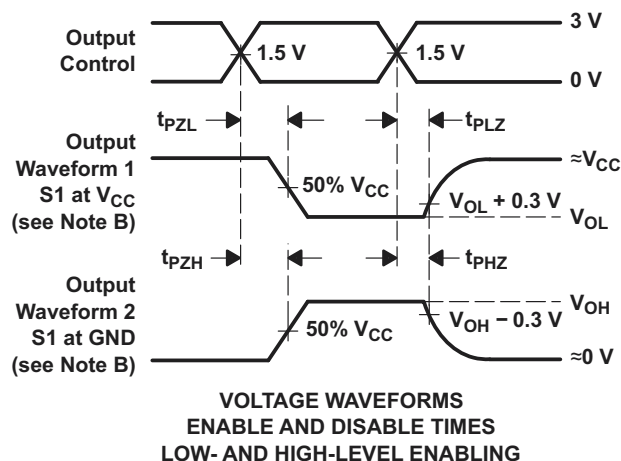 Output
Control
1.5 V
1.5 V
3 V
0 V
tPZL
tPLZ
Output
Waveform 1
S1 at VCC
(see Note B)
50% VCC
≈VCC
VOL + 0.3 V
VOL
tPZH
tPHZ
Output
Waveform 2
S1 at GND
(see Note B)
50% VCC
VOH
VOH − 0.3 V
≈0 V
VOLTAGE WAVEFORMS
ENABLE AND DISABLE TIMES
LOW- AND HIGH-LEVEL ENABLING